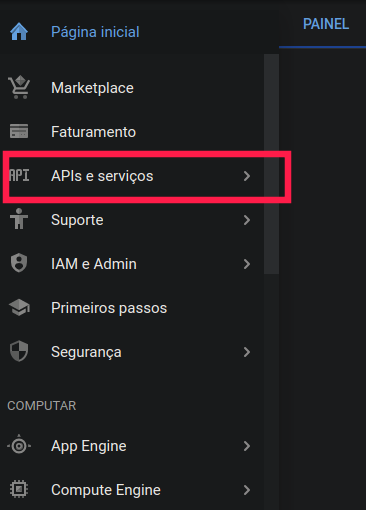 Página inicial
PAINEL
Marketplace
Faturamento
API APIs e serviços
Suporte
IAM e Admin
Primeiros passos
Segurança
COMPUTAR
App Engine
Compute Engine